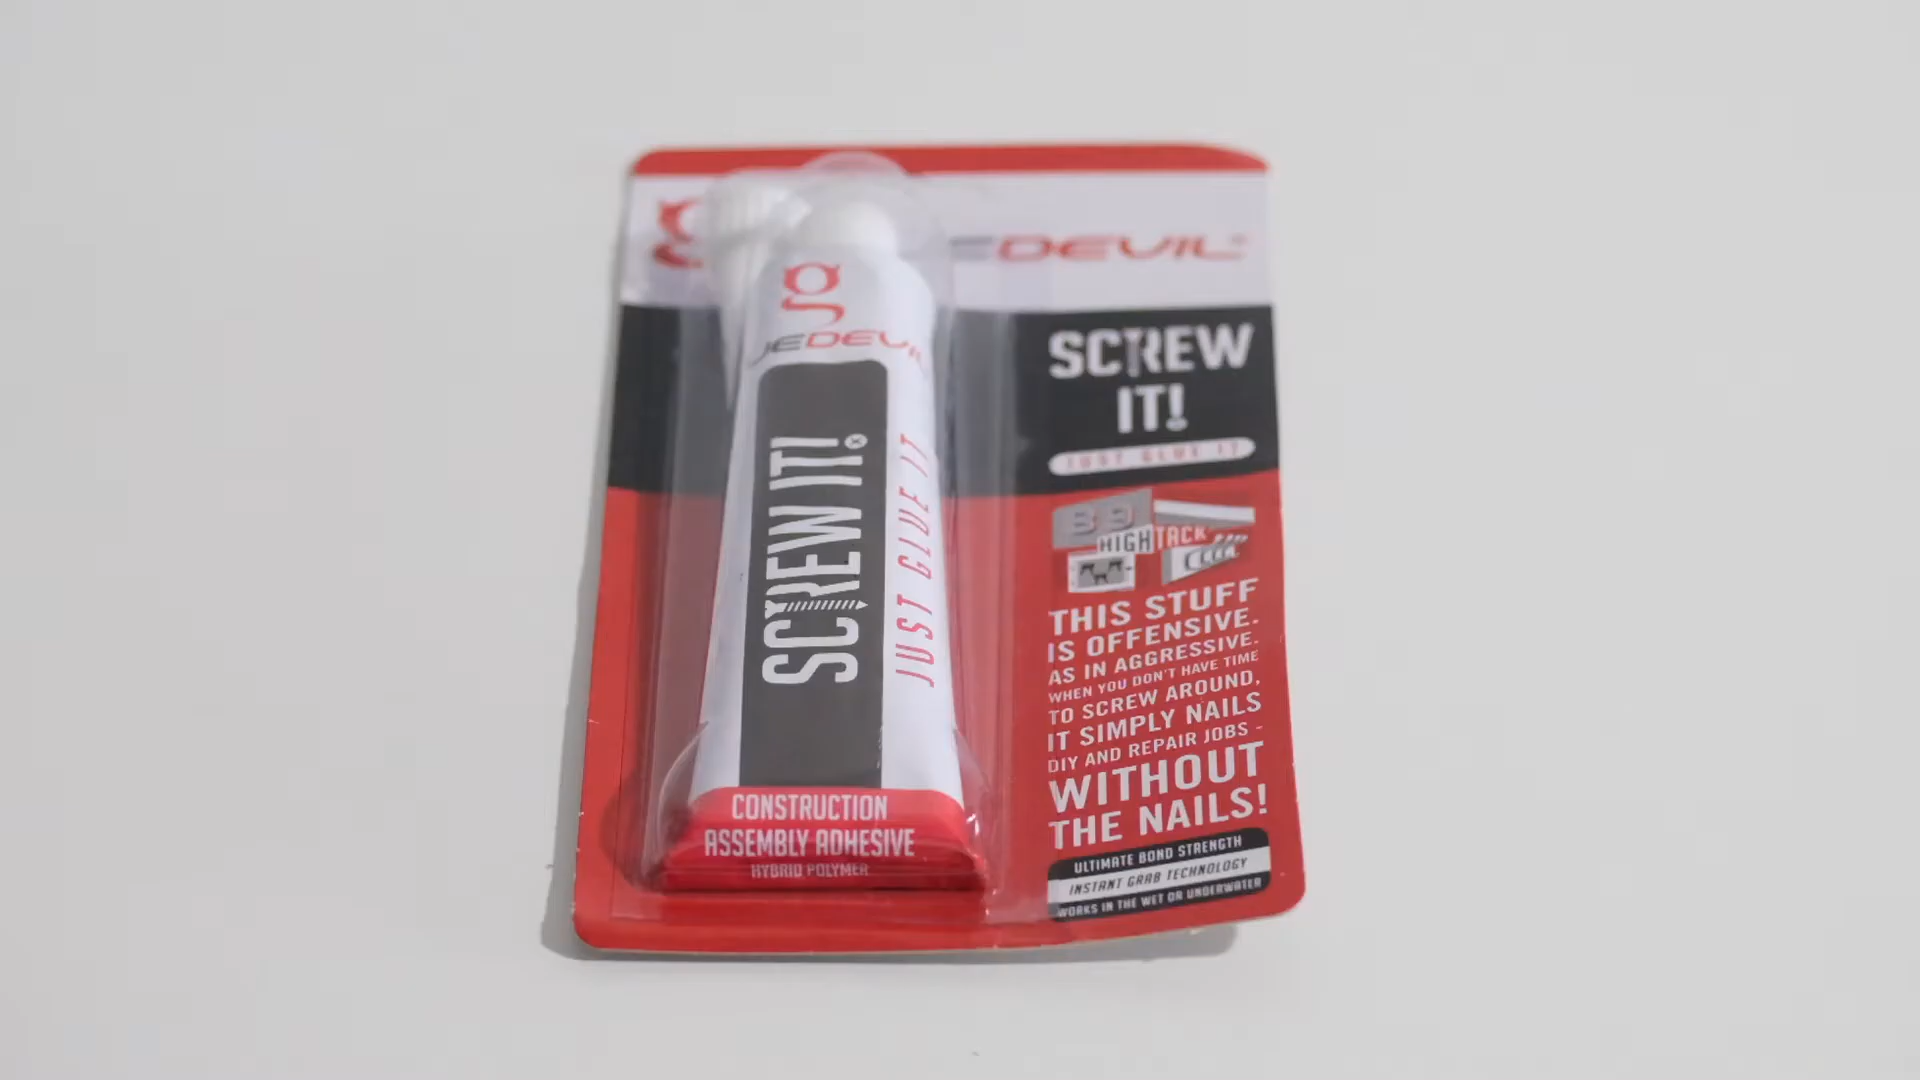 EDEVIL
JEDEVIL
SCREW IT!
JUST GLUE IT
CONSTRUCTION
ASSEMBLY ADHESIVE
HYBRID POLYMER
SCREW
IT!
JUST GLUE IT
HIGH TACK
THIS STUFF
IS OFFENSIVE.
AS IN AGGRESSIVE.
WHEN YOU DON'T HAVE TIME
TO SCREW AROUND,
IT SIMPLY NAILS
DIY AND REPAIR JOBS -
WITHOUT
THE NAILS!
ULTIMATE BOND STRENGTH
INSTANT GRAB TECHNOLOGY
WORKS IN THE WET OR UNDERWATER